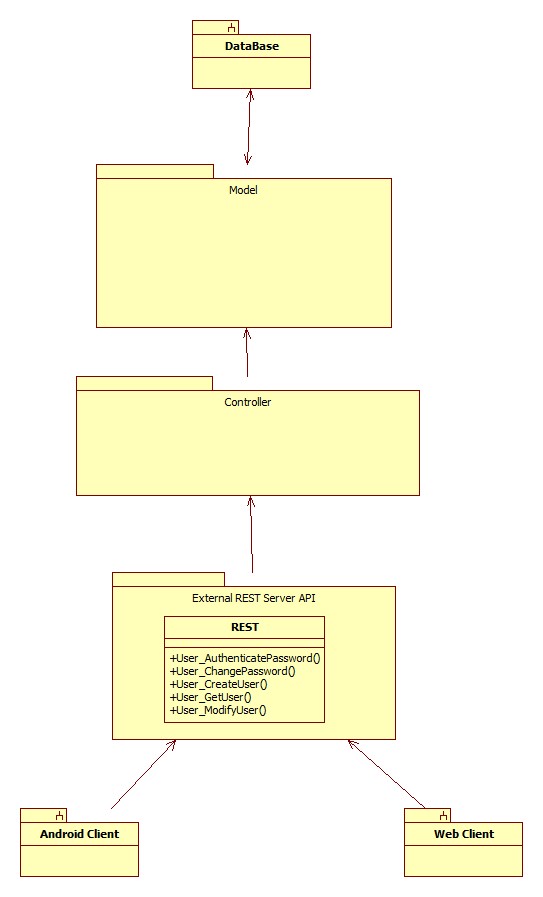 DataBase
Model
Controller
External REST Server API
REST
+User_AuthenticatePassword()
+User_ChangePassword()
+User_CreateUser()
+User_GetUser()
+User_ModifyUser()
Android Client
Web Client